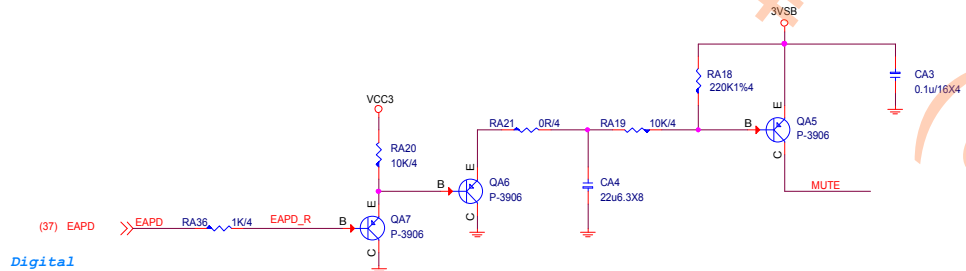 3VSB
RA18
220K1%4
CA3
0.1u/16X4
VCC3
RA20
10K/4
RA21
0R/4
RA19
10K/4
B
E
C
QA5
P-3906
MUTE
B
E
C
QA6
P-3906
CA4
22u6.3X8
(37) EAPD
EAPD
RA36
1K/4
EAPD_R
B
E
C
QA7
P-3906
Digital